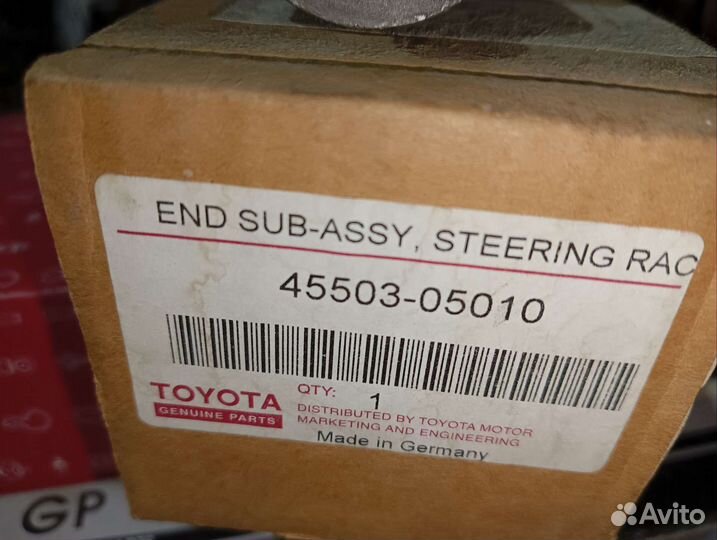 END SUB-ASSY, STEERING RAC
45503-05010
TOYOTA
GENUINE PARTS
QTY: 1
DISTRIBUTED BY TOYOTA MOTOR
MARKETING AND ENGINEERING
Made in Germany
GP
Avito